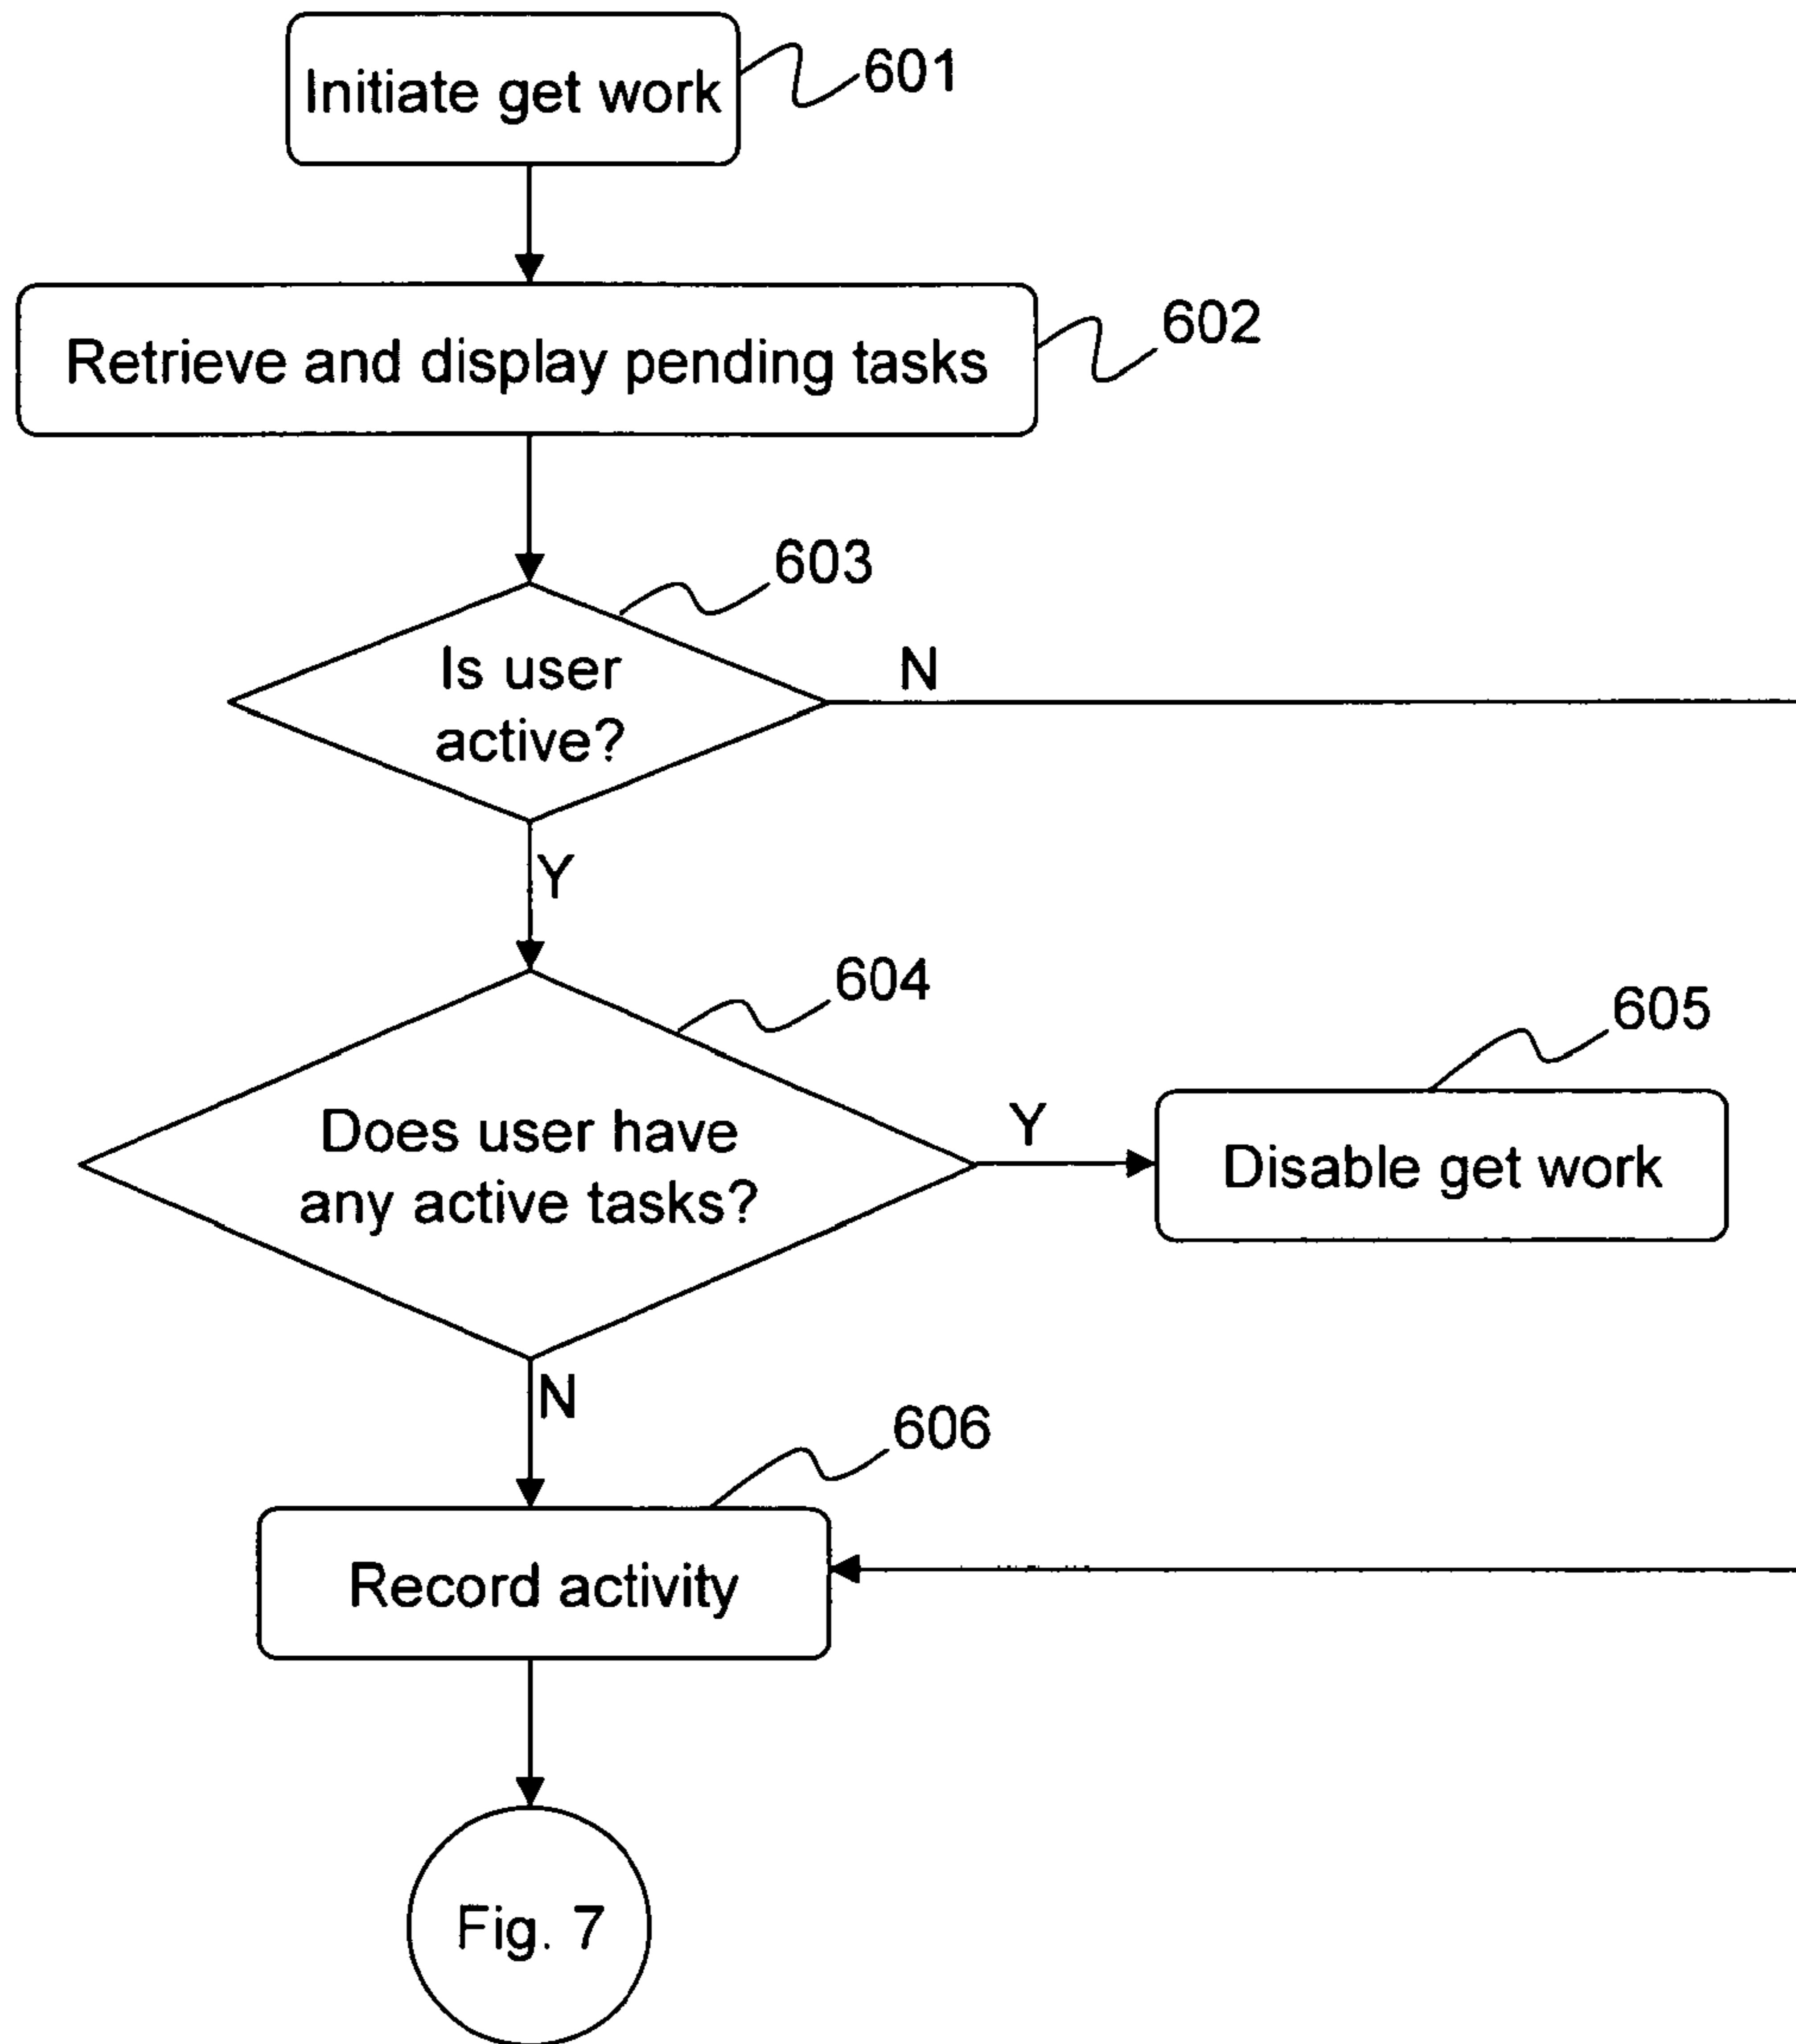 Initiate get work
601
Retrieve and display pending tasks
602
603
Is user
active?
N
Y
604
Does user have
any active tasks?
Y
605
Disable get work
N
606
Record activity
Fig. 7